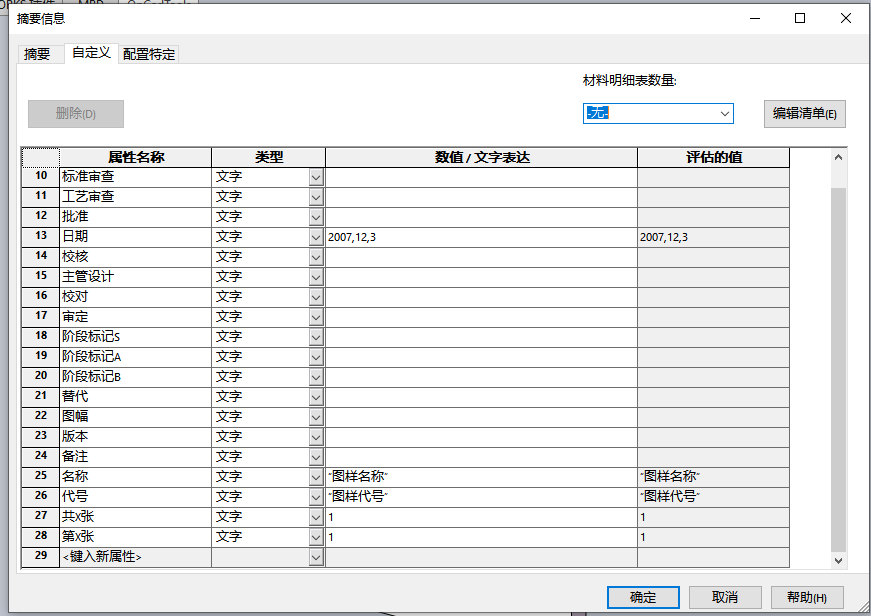 摘要信息
摘要 自定义 配置特定
材料明细表数量:
删除(D) -无- 编辑清单(E)
属性名称 类型 数值 / 文字表达 评估的值
10 标准审查 文字
11 工艺审查 文字
12 批准 文字
13 日期 文字 2007,12,3 2007,12,3
14 校核 文字
15 主管设计 文字
16 校对 文字
17 审定 文字
18 阶段标记S 文字
19 阶段标记A 文字
20 阶段标记B 文字
21 替代 文字
22 图幅 文字
23 版本 文字
24 备注 文字
25 名称 文字 "图样名称" "图样名称"
26 代号 文字 "图样代号" "图样代号"
27 共X张 文字 1 1
28 第X张 文字 1 1
29 <键入新属性>
确定 取消 帮助(H)